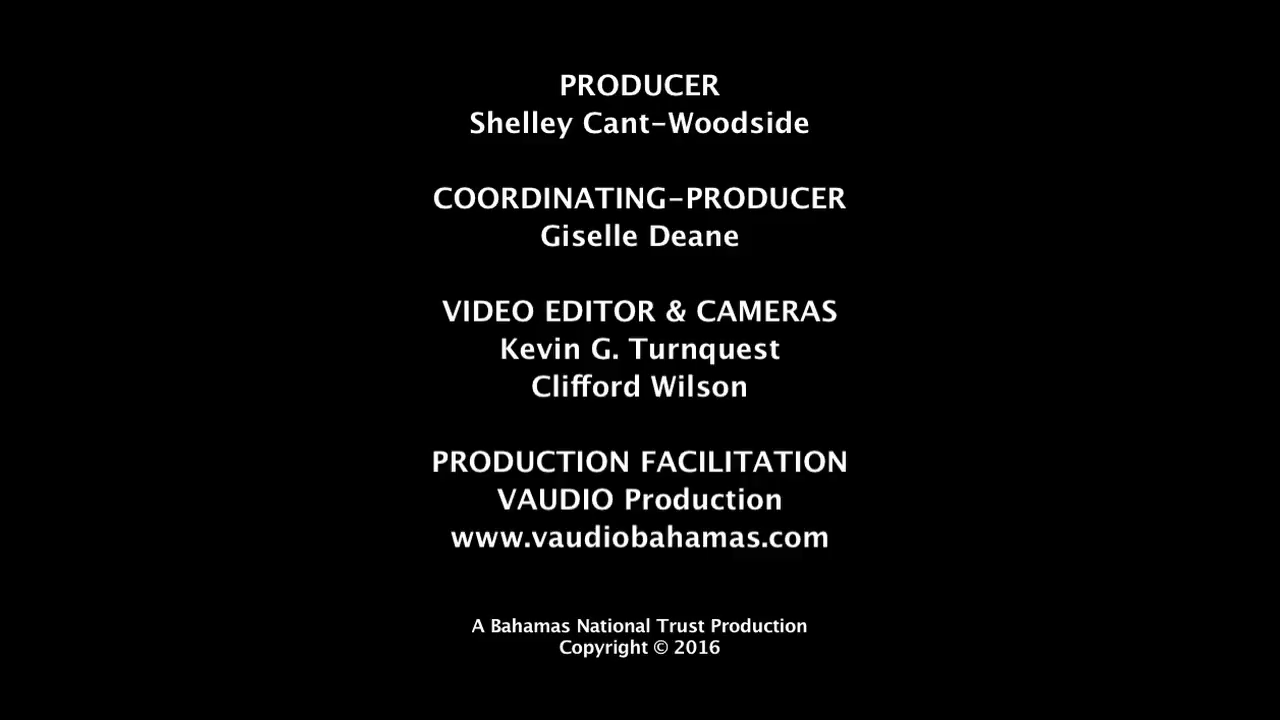 PRODUCER
Shelley Cant-Woodside
COORDINATING-PRODUCER
Giselle Deane
VIDEO EDITOR & CAMERAS
Kevin G. Turnquest
Clifford Wilson
PRODUCTION FACILITATION
VAUDIO Production
www.vaudiobahamas.com
A Bahamas National Trust Production
Copyright © 2016